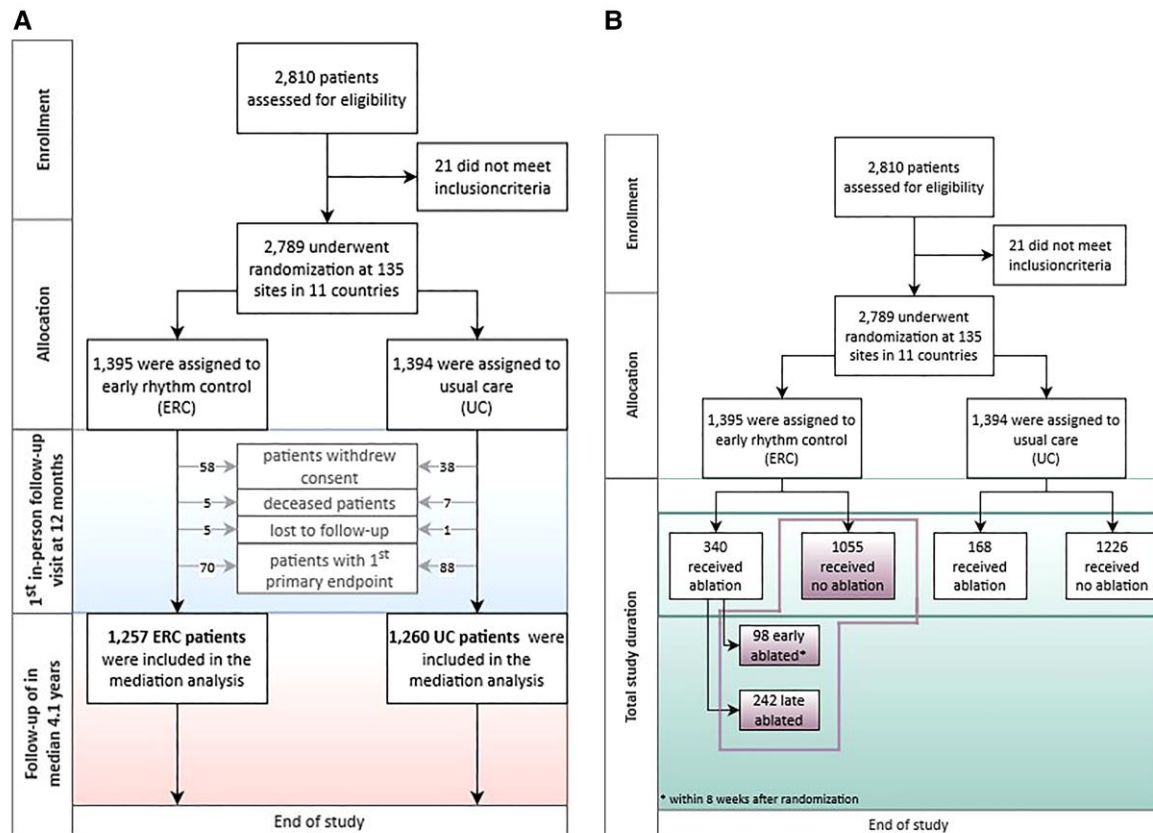 A
Enrollment
2,810 patients
assessed for eligibility
21 did not meet
inclusioncriteria
Allocation
2,789 underwent
randomization at 135
sites in 11 countries
1,395 were assigned to
early rhythm control
(ERC)
1,394 were assigned to
usual care
(UC)
1st in-person follow-up
visit at 12 months
58
patients withdrew
consent
38
5
deceased patients
7
5
lost to follow-up
1
70
patients with 1st
primary endpoint
88
Follow-up of in
median 4.1 years
1,257 ERC patients
were included in the
mediation analysis
1,260 UC patients were
included in the
mediation analysis
End of study
B
Enrollment
2,810 patients
assessed for eligibility
21 did not meet
inclusioncriteria
Allocation
2,789 underwent
randomization at 135
sites in 11 countries
1,395 were assigned to
early rhythm control
(ERC)
1,394 were assigned to
usual care
(UC)
Total study duration
340
received
ablation
1055
received
no ablation
168
received
ablation
1226
received
no ablation
98 early
ablated*
242 late
ablated
* within 8 weeks after randomization
End of study